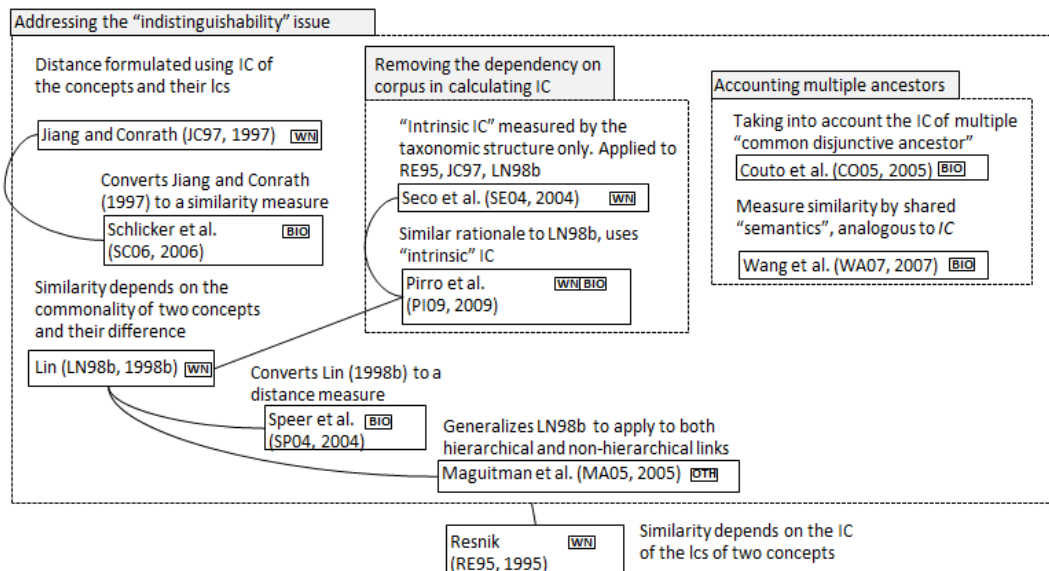 Addressing the “indistinguishability” issue
Distance formulated using IC of
the concepts and their lcs
Jiang and Conrath (JC97, 1997) WN
Converts Jiang and Conrath
(1997) to a similarity measure
Schlicker et al. BIO
(SC06, 2006)
Similarity depends on the
commonality of two concepts
and their difference
Lin (LN98b, 1998b) WN
Converts Lin (1998b) to a
distance measure
Speer et al. BIO
(SP04, 2004)
Generalizes LN98b to apply to both
hierarchical and non-hierarchical links
Maguitman et al. (MA05, 2005) OTH
Removing the dependency on
corpus in calculating IC
“Intrinsic IC” measured by the
taxonomic structure only. Applied to
RE95, JC97, LN98b
Seco et al. (SE04, 2004) WN
Similar rationale to LN98b, uses
“intrinsic” IC
Pirro et al. WN BIO
(PI09, 2009)
Accounting multiple ancestors
Taking into account the IC of multiple
“common disjunctive ancestor”
Couto et al. (CO05, 2005) BIO
Measure similarity by shared
“semantics”, analogous to IC
Wang et al. (WA07, 2007) BIO
Resnik WN
(RE95, 1995)
Similarity depends on the IC
of the lcs of two concepts